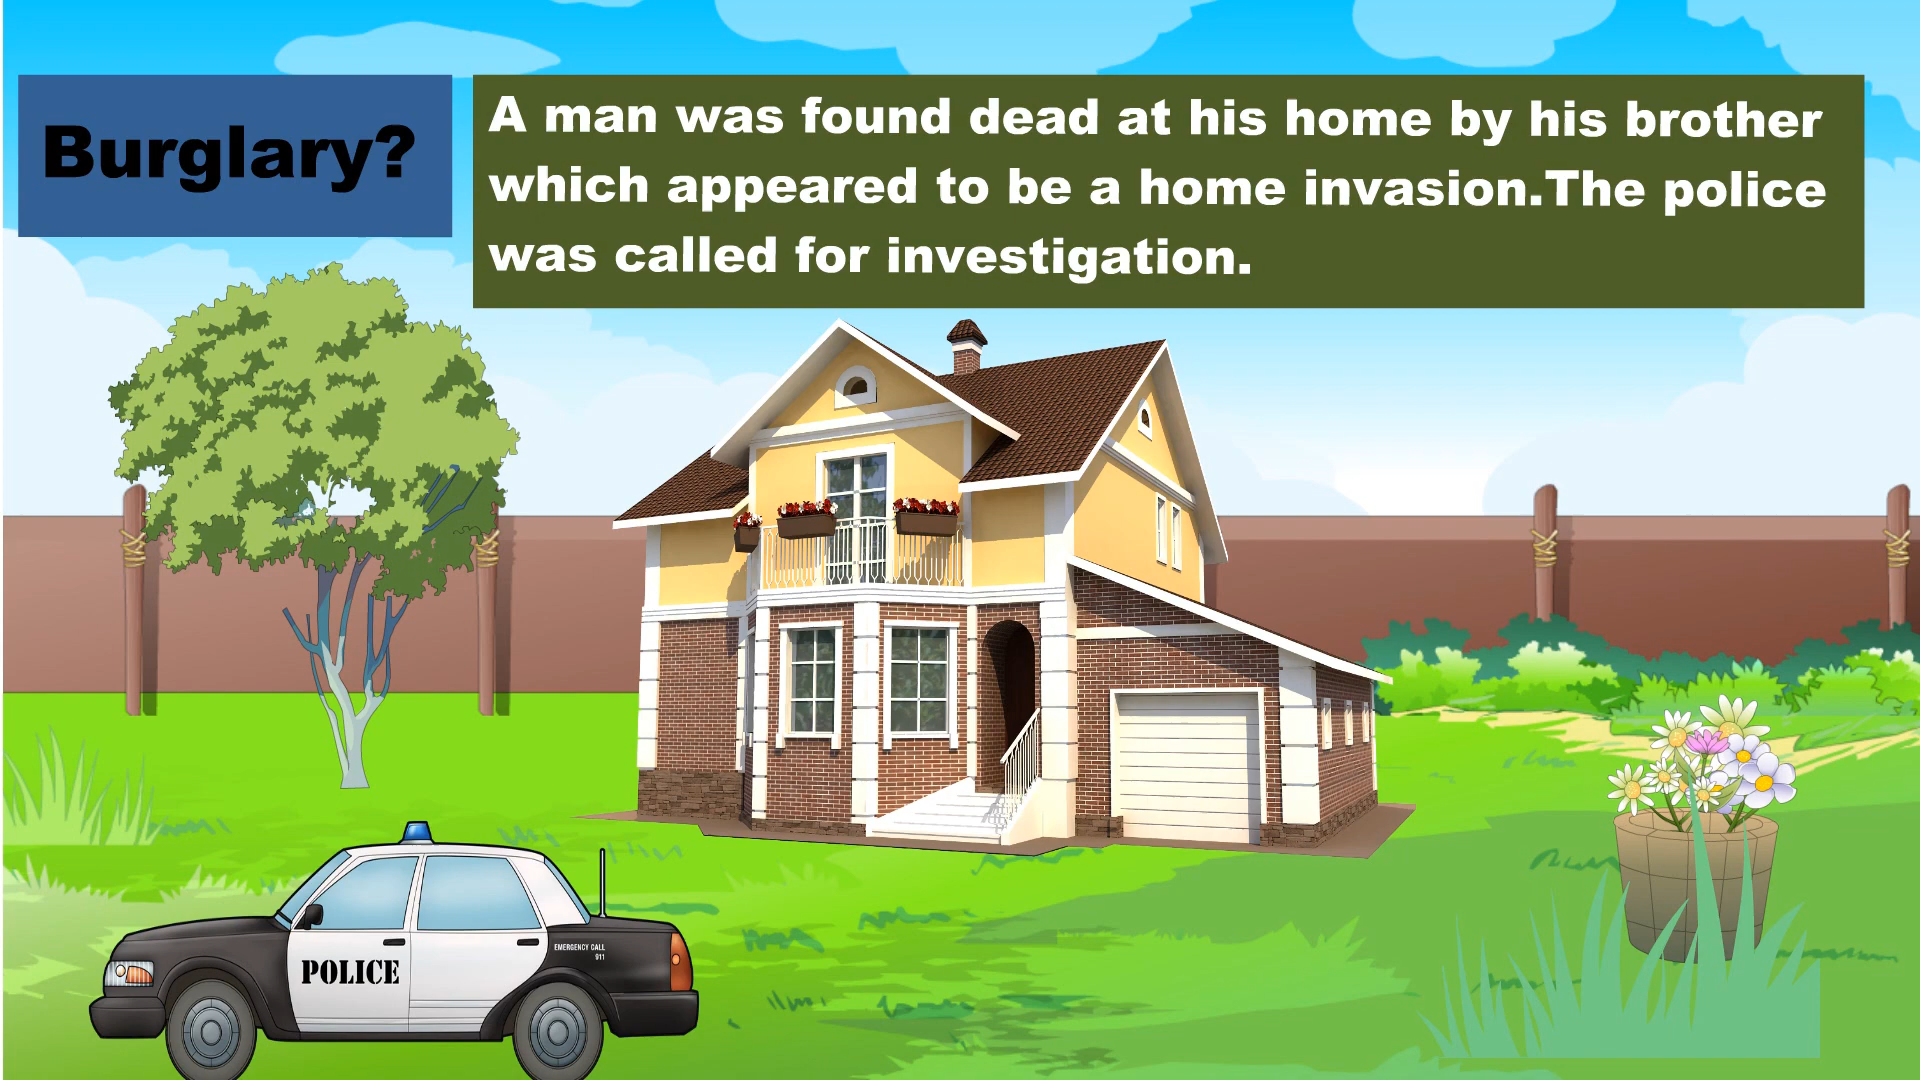 Burglary?
A man was found dead at his home by his brother
which appeared to be a home invasion.The police
was called for investigation.
POLICE
EMERGENCY CALL
911